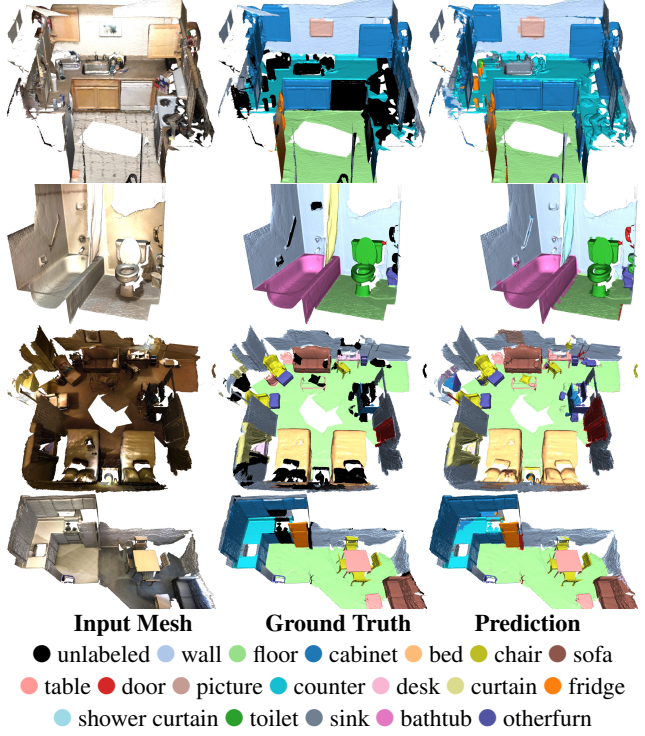 Input Mesh Ground Truth Prediction
unlabeled wall floor cabinet bed chair sofa
table door picture counter desk curtain fridge
shower curtain toilet sink bathtub otherfurn